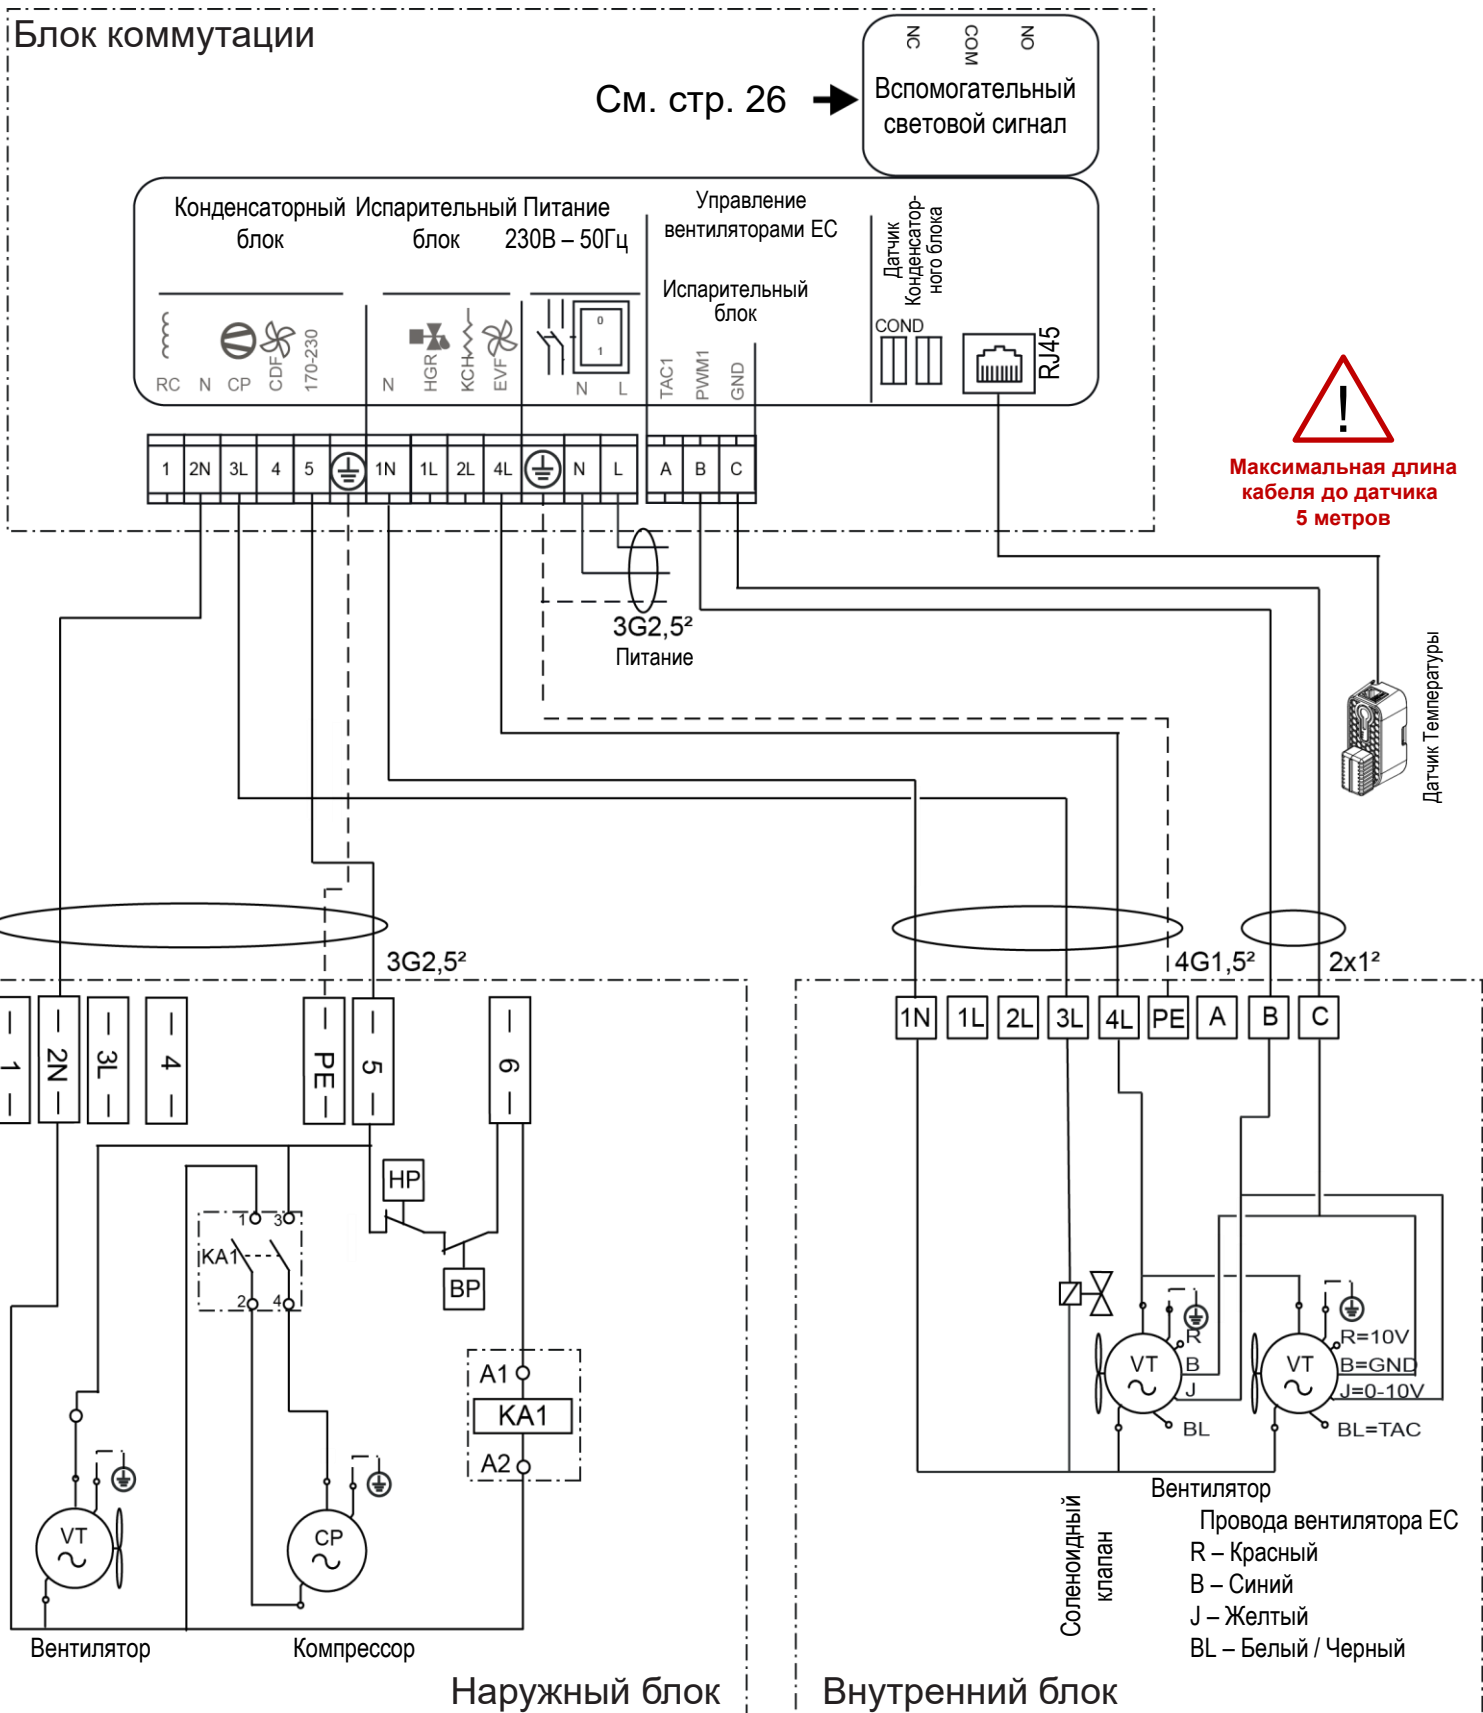 Блок коммутации
NC
COM
NO
См. стр. 26
Вспомогательный
световой сигнал
Конденсаторный
блок
Испарительный
блок
Питание
230В – 50Гц
Управление
вентиляторами ЕС
Испарительный
блок
Датчик
Конденсатор-
ного блока
COND
RJ45
RC
N
CP
CDF
170-230
N
HGR
KCH
EVF
0
1
N
L
TAC1
PWM1
GND
1
2N
3L
4
5
1N
1L
2L
4L
N
L
A
B
C
!
Максимальная длина
кабеля до датчика
5 метров
3G2,5²
Питание
Датчик Температуры
3G2,5²
4G1,5²
2x1²
1
2N
3L
4
PE
5
6
1N
1L
2L
3L
4L
PE
A
B
C
HP
BP
1
3
KA1
2
4
A1
KA1
A2
VT
CP
VT
R
B
J
BL
VT
R=10V
B=GND
J=0-10V
BL=TAC
Вентилятор
Компрессор
Соленоидный
клапан
Вентилятор
Провода вентилятора ЕС
R – Красный
B – Синий
J – Желтый
BL – Белый / Черный
Наружный блок
Внутренний блок